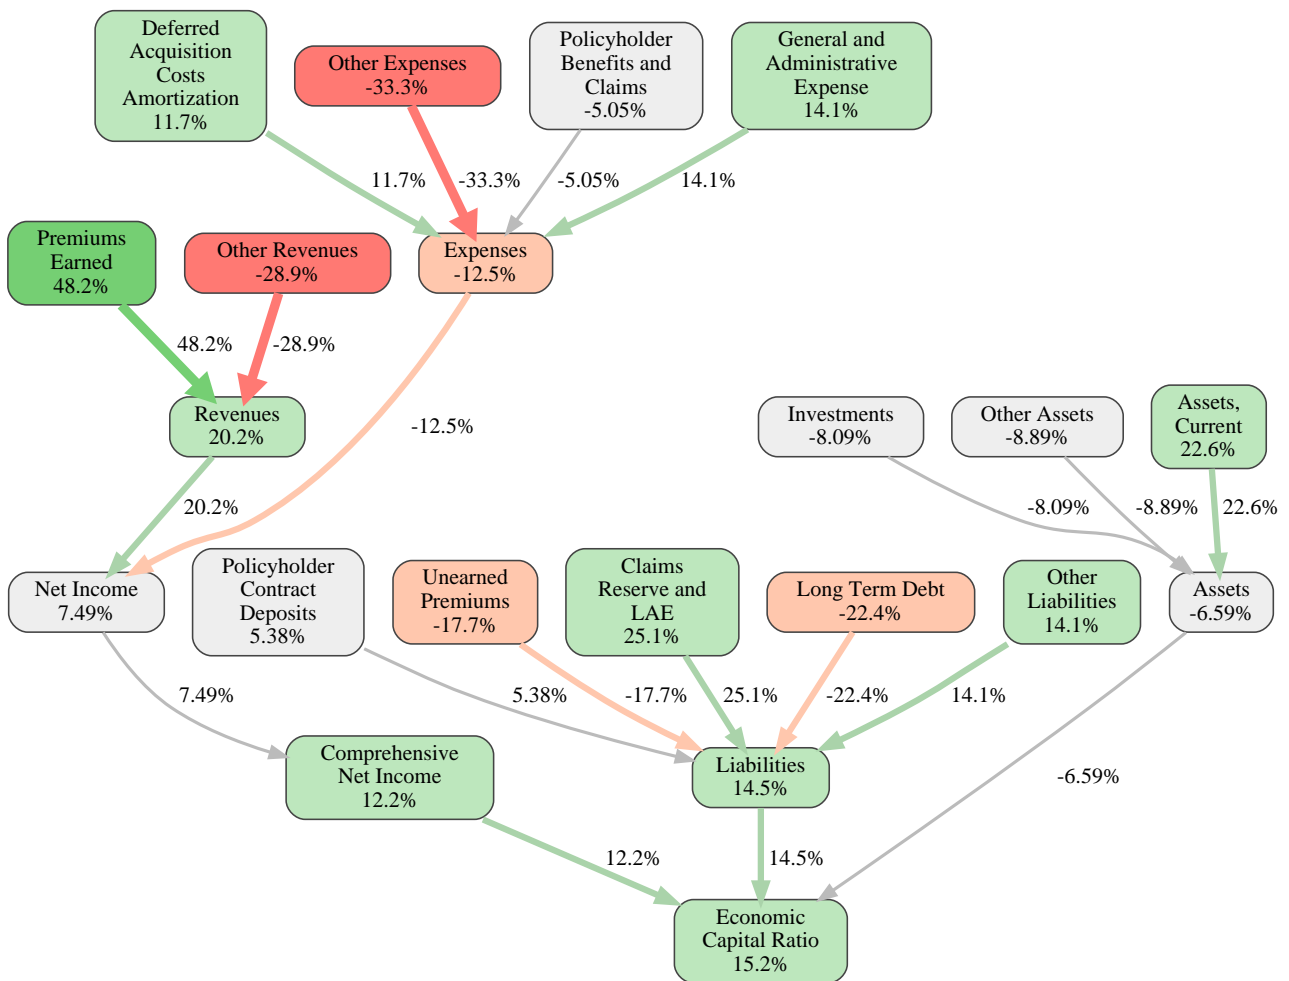 Deferred
Acquisition
Costs
Amortization
11.7%
Other Expenses
-33.3%
Policyholder
Benefits and
Claims
-5.05%
General and
Administrative
Expense
14.1%
11.7%
-33.3%
-5.05%
14.1%
Premiums
Earned
48.2%
Other Revenues
-28.9%
Expenses
-12.5%
48.2%
-28.9%
Revenues
20.2%
-12.5%
Investments
-8.09%
Other Assets
-8.89%
Assets,
Current
22.6%
20.2%
-8.09%
-8.89%
22.6%
Net Income
7.49%
Policyholder
Contract
Deposits
5.38%
Unearned
Premiums
-17.7%
Claims
Reserve and
LAE
25.1%
Long Term Debt
-22.4%
Other
Liabilities
14.1%
Assets
-6.59%
7.49%
5.38%
-17.7%
25.1%
-22.4%
14.1%
Comprehensive
Net Income
12.2%
Liabilities
14.5%
-6.59%
12.2%
14.5%
Economic
Capital Ratio
15.2%